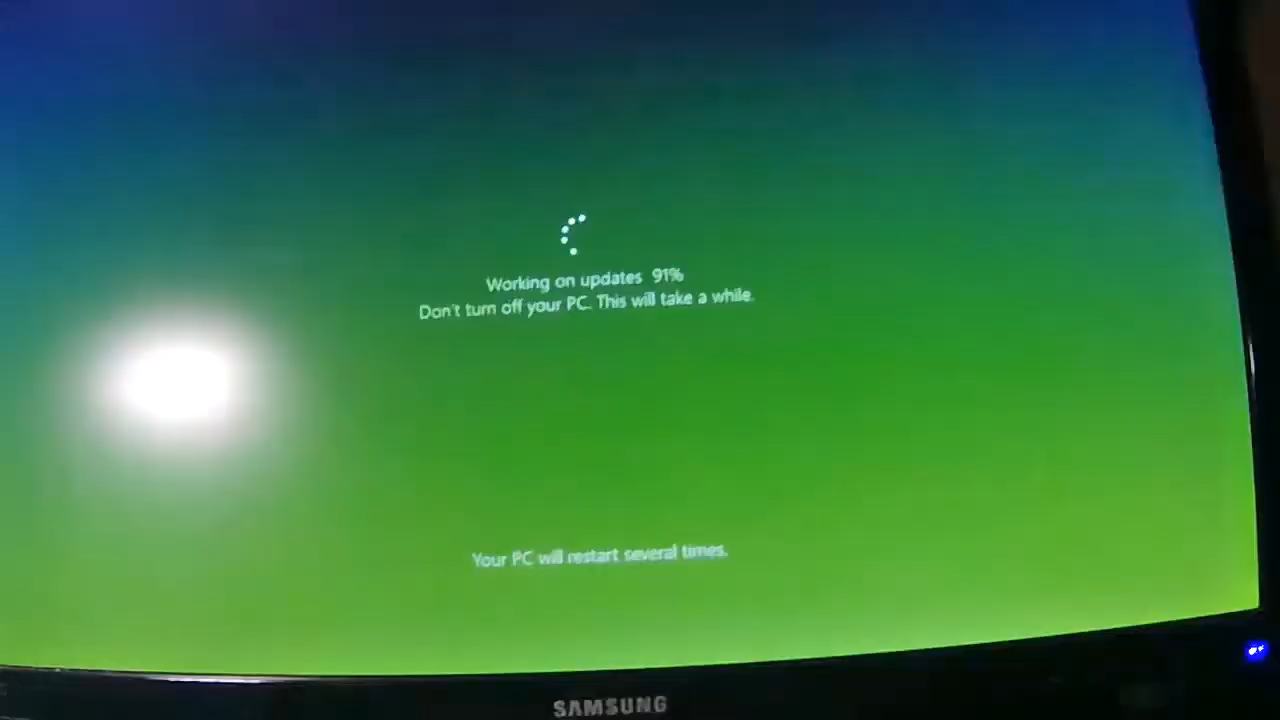 Working on updates 91%
Don't turn off your PC. This will take a while.
Your PC will restart several times.
SAMSUNG